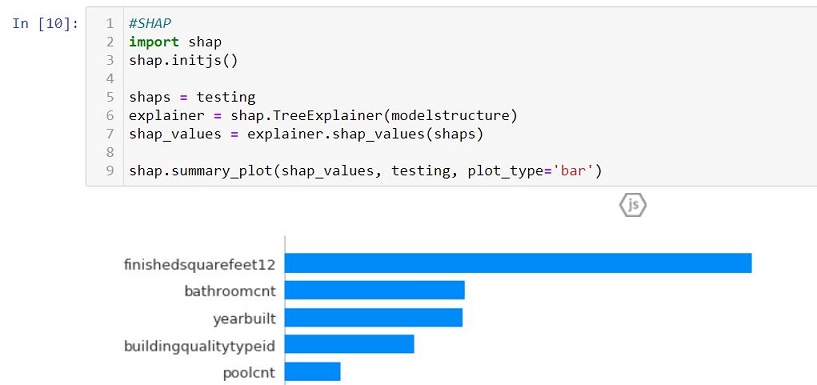 In [10]:
1 #SHAP
2 import shap
3 shap.initjs()
4
5 shaps = testing
6 explainer = shap.TreeExplainer(modelstructure)
7 shap_values = explainer.shap_values(shaps)
8
9 shap.summary_plot(shap_values, testing, plot_type='bar')
js
finishedsquarefeet12
bathroomcnt
yearbuilt
buildingqualitytypeid
poolcnt